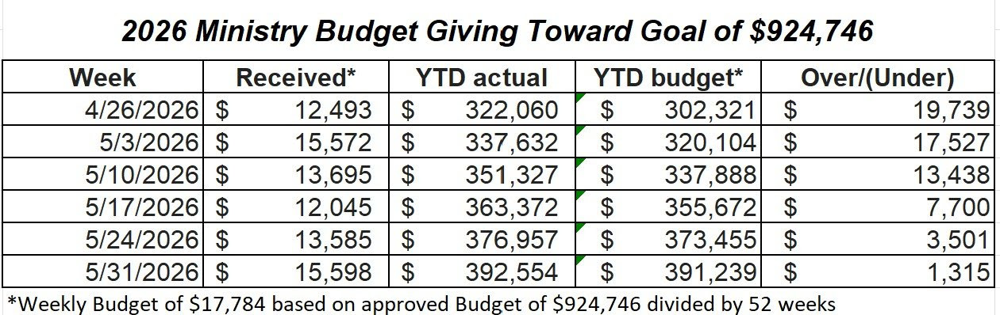 2026 Ministry Budget Giving Toward Goal of $924,746
Week Received* YTD actual YTD budget* Over/(Under)
4/26/2026 $ 12,493 $ 322,060 $ 302,321 $ 19,739
5/3/2026 $ 15,572 $ 337,632 $ 320,104 $ 17,527
5/10/2026 $ 13,695 $ 351,327 $ 337,888 $ 13,438
5/17/2026 $ 12,045 $ 363,372 $ 355,672 $ 7,700
5/24/2026 $ 13,585 $ 376,957 $ 373,455 $ 3,501
5/31/2026 $ 15,598 $ 392,554 $ 391,239 $ 1,315
*Weekly Budget of $17,784 based on approved Budget of $924,746 divided by 52 weeks